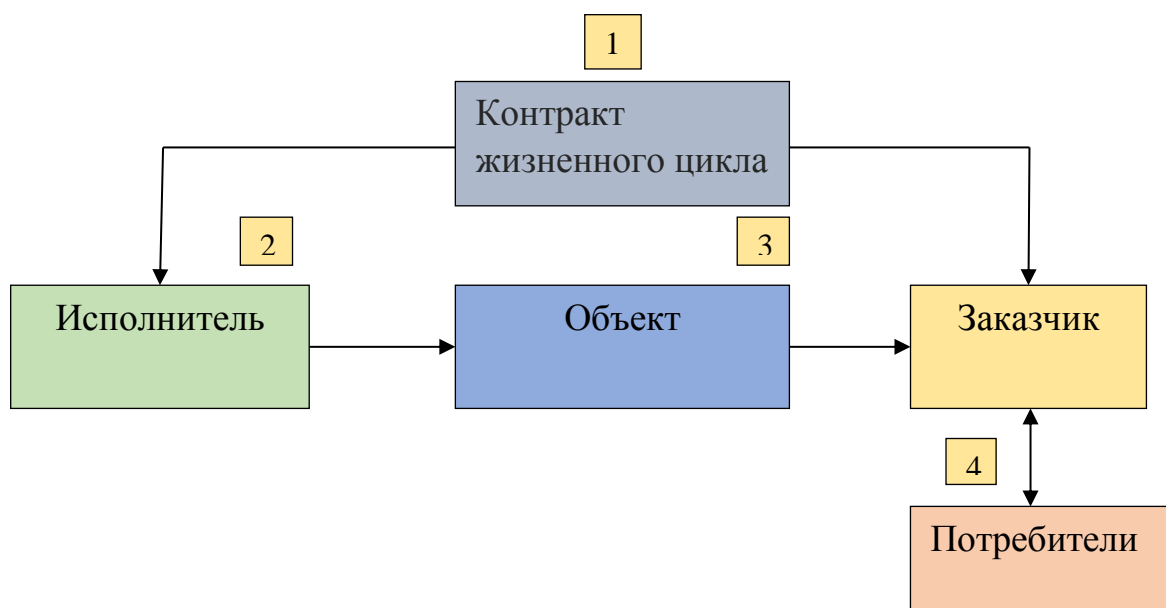 1
Контракт
жизненного цикла
2
3
Исполнитель
Объект
Заказчик
4
Потребители